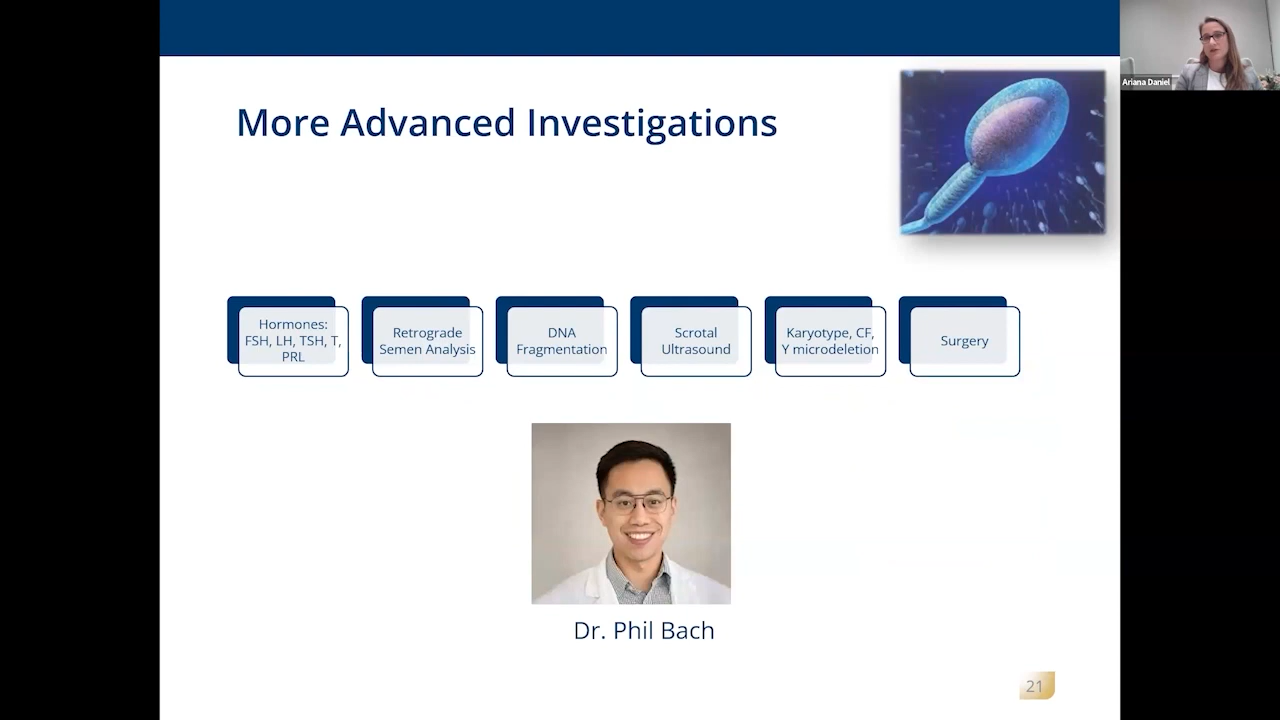 Ariana Daniel
More Advanced Investigations
Hormones:
FSH, LH, TSH, T,
PRL
Retrograde
Semen Analysis
DNA
Fragmentation
Scrotal
Ultrasound
Karyotype, CF,
Y microdeletion
Surgery
Dr. Phil Bach
21